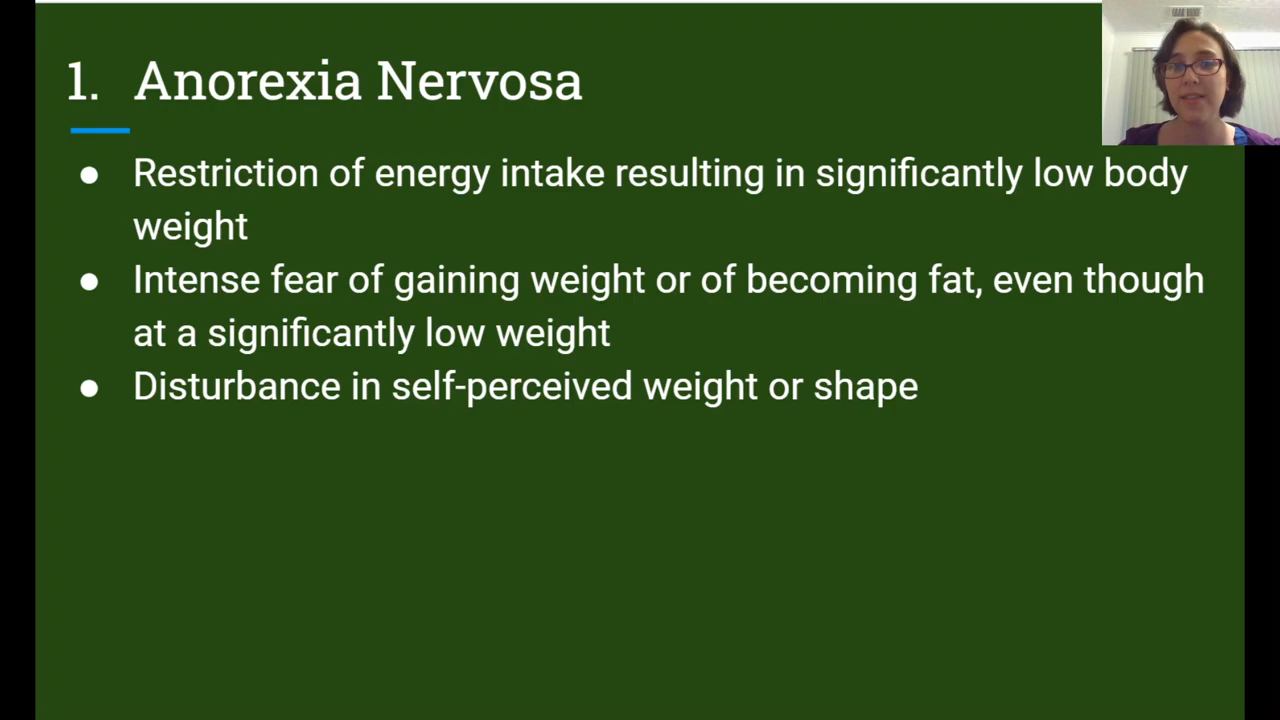 1. Anorexia Nervosa
● Restriction of energy intake resulting in significantly low body
weight
● Intense fear of gaining weight or of becoming fat, even though
at a significantly low weight
● Disturbance in self-perceived weight or shape